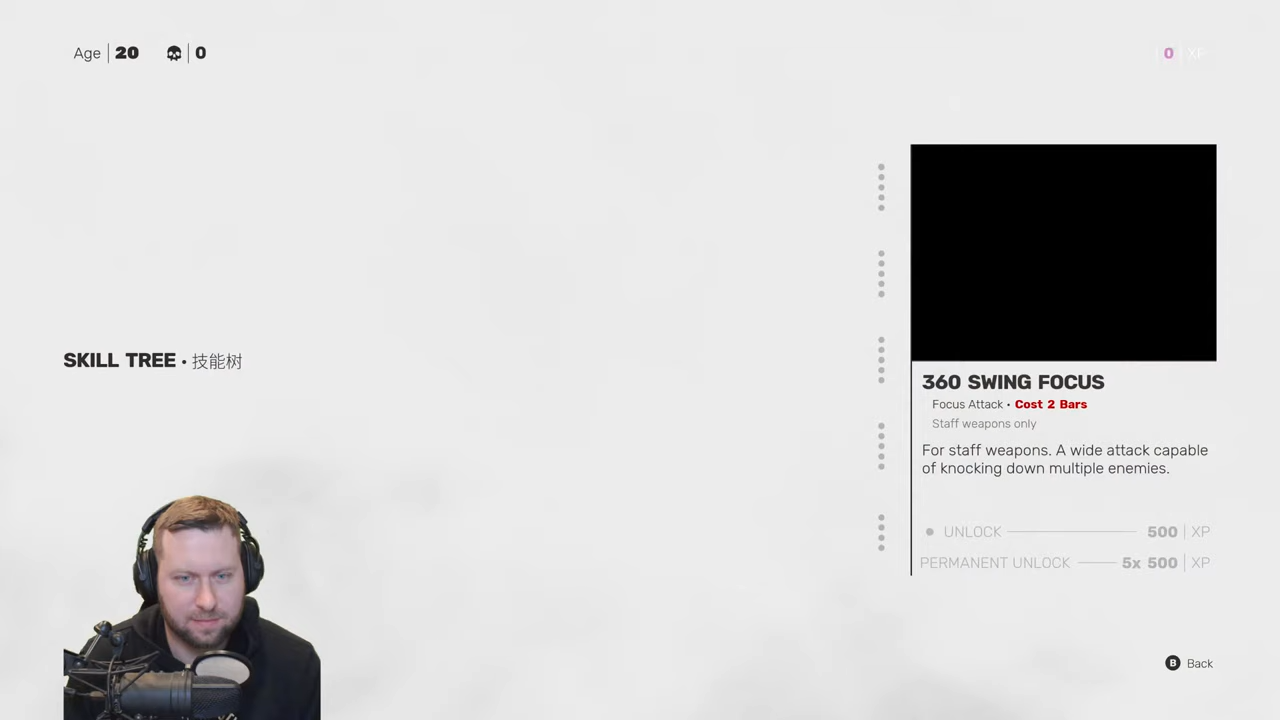 Age 20 0
0 XP
SKILL TREE • 技能树
360 SWING FOCUS
Focus Attack • Cost 2 Bars
Staff weapons only
For staff weapons. A wide attack capable
of knocking down multiple enemies.
UNLOCK 500 XP
PERMANENT UNLOCK 5x 500 XP
B Back